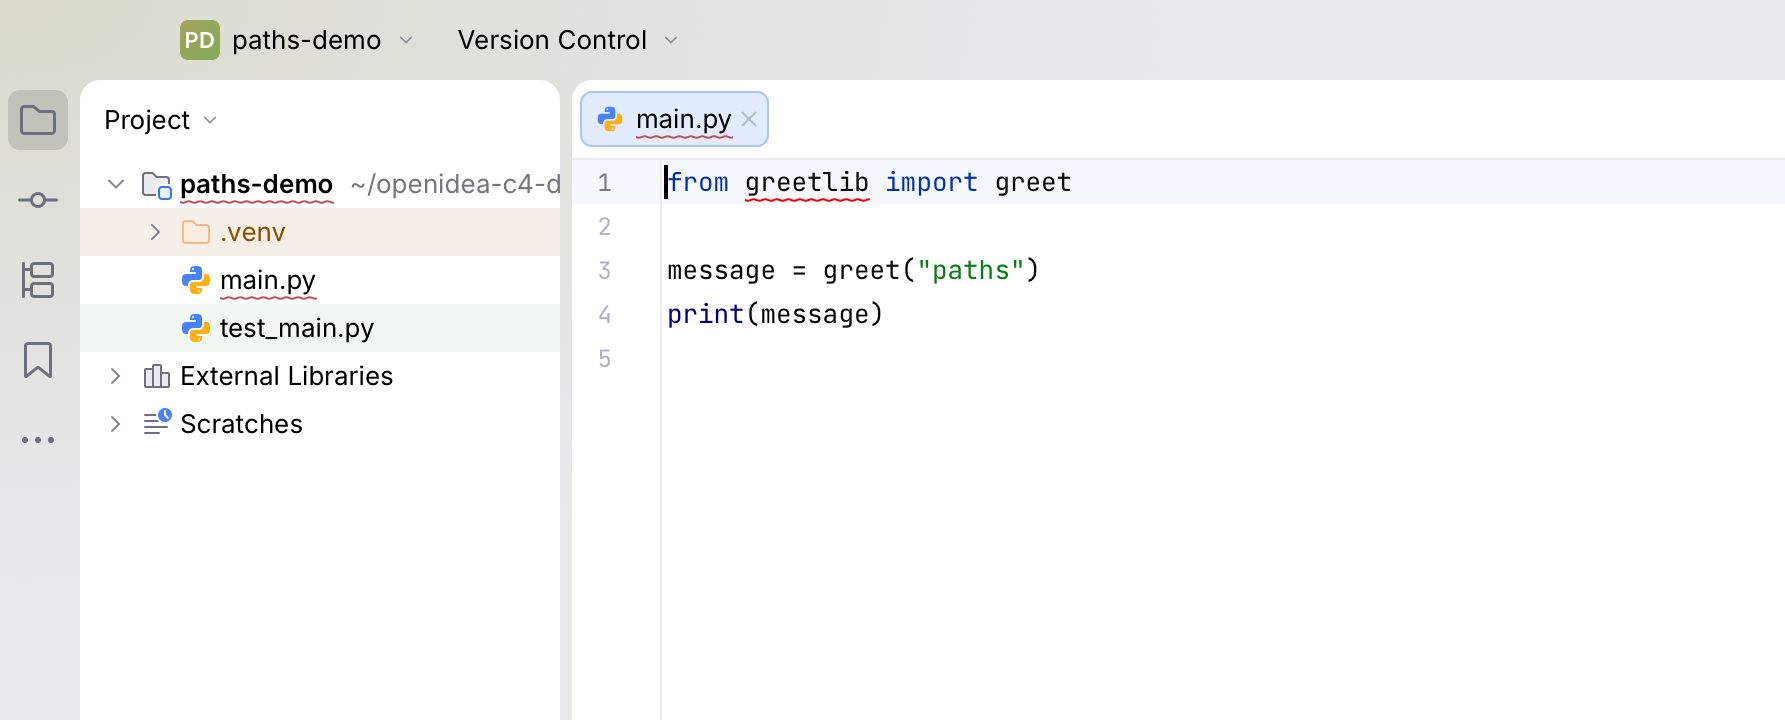 PD paths-demo Version Control
Project
paths-demo ~/openidea-c4-d
.venv
main.py
test_main.py
External Libraries
Scratches
main.py
1 from greetlib import greet
2
3 message = greet("paths")
4 print(message)
5